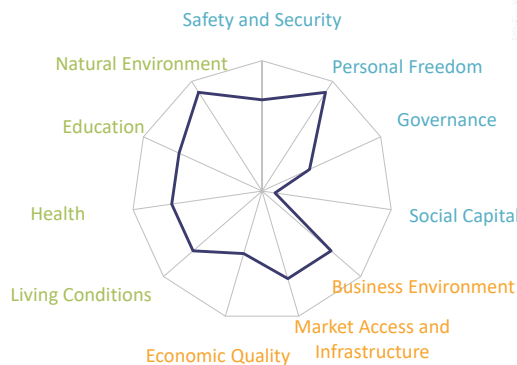 Safety and Security
Natural Environment
Personal Freedom
Education
Governance
Health
Social Capital
Living Conditions
Business Environment
Market Access and
Infrastructure
Economic Quality